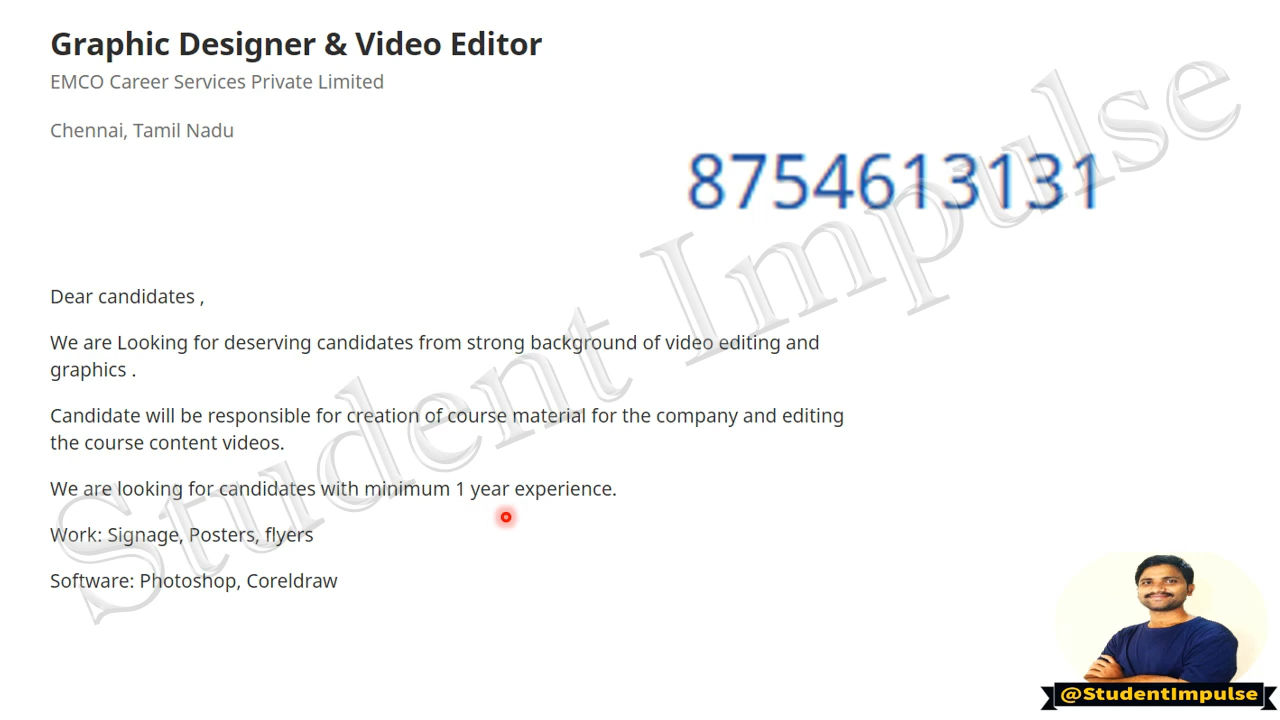 Graphic Designer & Video Editor
EMCO Career Services Private Limited
Chennai, Tamil Nadu
8754613131
Dear candidates ,
We are Looking for deserving candidates from strong background of video editing and
graphics .
Candidate will be responsible for creation of course material for the company and editing
the course content videos.
We are looking for candidates with minimum 1 year experience.
Work: Signage, Posters, flyers
Software: Photoshop, Coreldraw
Student Impulse
@StudentImpulse